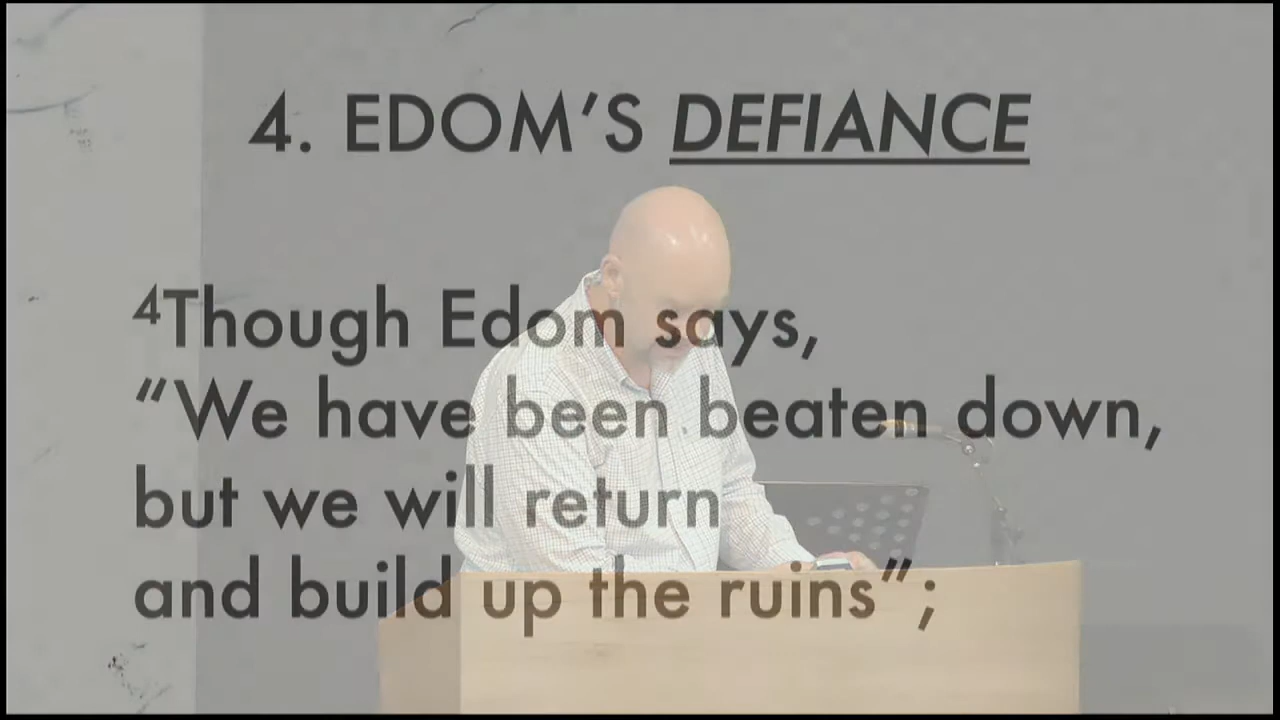 4. EDOM’S DEFIANCE
4Though Edom says,
“We have been beaten down,
but we will return
and build up the ruins”;